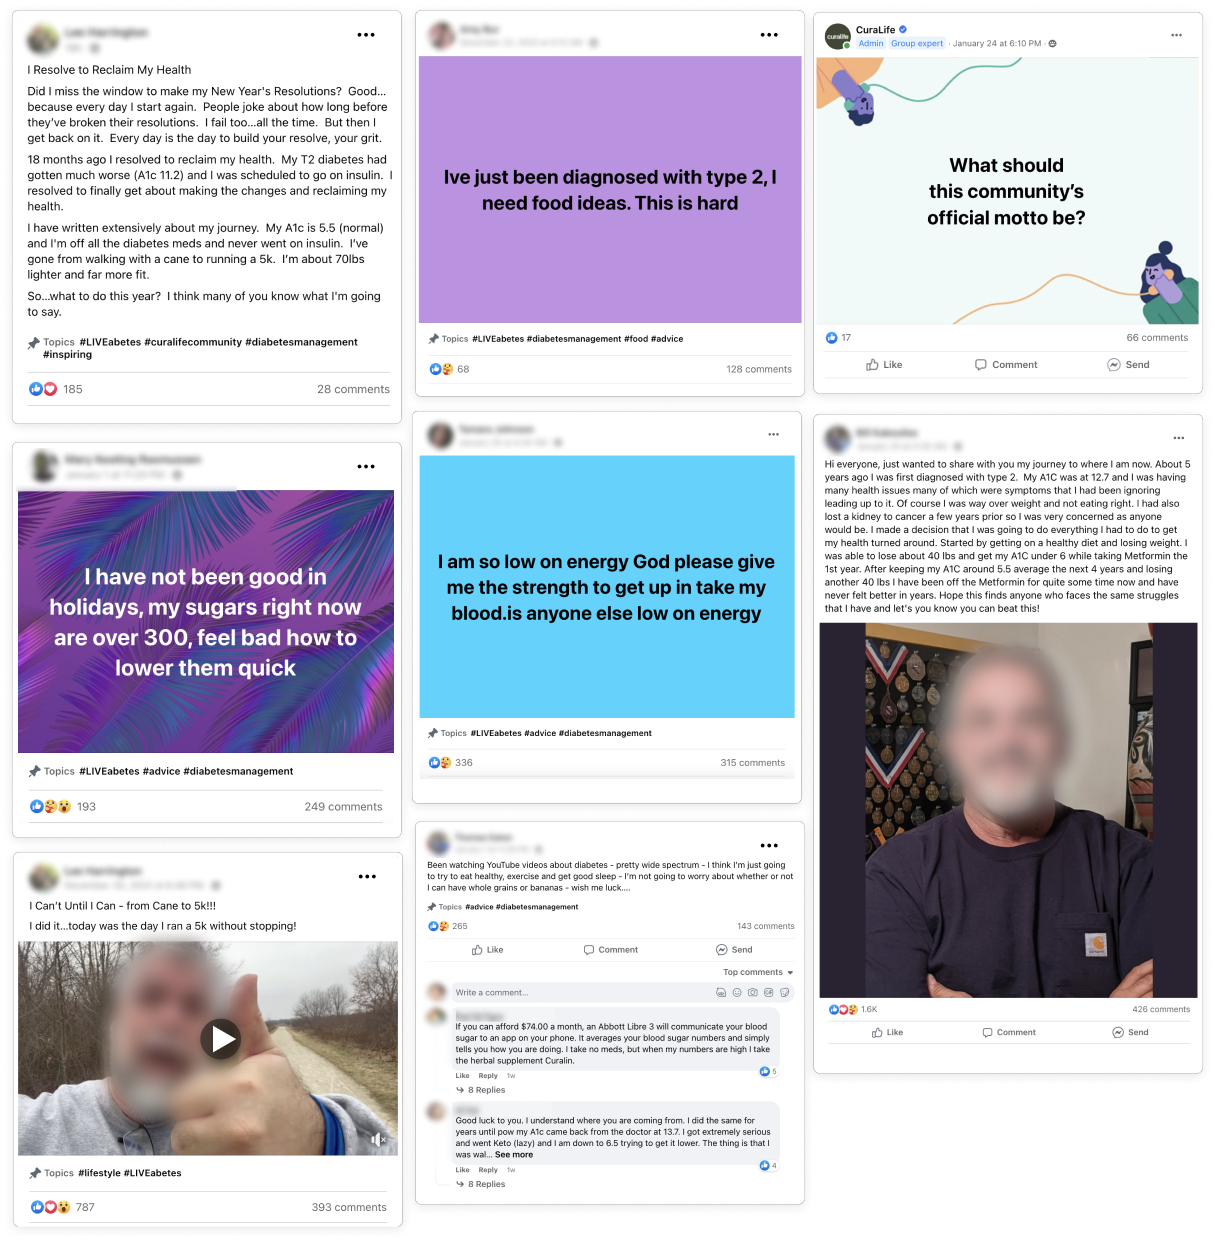 I Resolve to Reclaim My Health
Did I miss the window to make my New Year's Resolutions?  Good...
because every day I start again.  People joke about how long before
they've broken their resolutions.  I fail too...all the time.  But then I
get back on it.  Every day is the day to build your resolve, your grit.
18 months ago I resolved to reclaim my health.  My T2 diabetes had
gotten much worse (A1c 11.2) and I was scheduled to go on insulin.  I
resolved to finally get about making the changes and reclaiming my
health.
I have written extensively about my journey.  My A1c is 5.5 (normal)
and I'm off all the diabetes meds and never went on insulin.  I've
gone from walking with a cane to running a 5k.  I'm about 70lbs
lighter and far more fit.
So...what to do this year?  I think many of you know what I'm going
to say.
Topics #LIVEabetes #curalifecommunity #diabetesmanagement
#inspiring
185 28 comments
Ive just been diagnosed with type 2, I
need food ideas. This is hard
Topics #LIVEabetes #diabetesmanagement #food #advice
68 128 comments
curalife
CuraLife
Admin Group expert · January 24 at 6:10 PM ·
What should
this community's
official motto be?
17 66 comments
Like Comment Send
I have not been good in
holidays, my sugars right now
are over 300, feel bad how to
lower them quick
Topics #LIVEabetes #advice #diabetesmanagement
193 249 comments
I am so low on energy God please give
me the strength to get up in take my
blood.is anyone else low on energy
Topics #LIVEabetes #advice #diabetesmanagement
336 315 comments
Hi everyone, just wanted to share with you my journey to where I am now. About 5
years ago I was first diagnosed with type 2.  My A1C was at 12.7 and I was having
many health issues many of which were symptoms that I had been ignoring
leading up to it. Of course I was way over weight and not eating right. I had also
lost a kidney to cancer a few years prior so I was very concerned as anyone
would be. I made a decision that I was going to do everything I had to do to get
my health turned around. Started by getting on a healthy diet and losing weight. I
was able to lose about 40 lbs and get my A1C under 6 while taking Metformin the
1st year. After keeping my A1C around 5.5 average the next 4 years and losing
another 40 lbs I have been off the Metformin for quite some time now and have
never felt better in years. Hope this finds anyone who faces the same struggles
that I have and let's you know you can beat this!
1.6K 426 comments
Like Comment Send
I Can't Until I Can - from Cane to 5k!!!
I did it...today was the day I ran a 5k without stopping!
Topics #lifestyle #LIVEabetes
787 393 comments
Been watching YouTube videos about diabetes - pretty wide spectrum - I think I'm just going
to try to eat healthy, exercise and get good sleep - I'm not going to worry about whether or not
I can have whole grains or bananas - wish me luck....
Topics #advice #diabetesmanagement
265 143 comments
Like Comment Send
Top comments
Write a comment...
If you can afford $74.00 a month, an Abbott Libre 3 will communicate your blood
sugar to an app on your phone. It averages your blood sugar numbers and simply
tells you how you are doing. I take no meds, but when my numbers are high I take
the herbal supplement Curalin.
5
Like Reply 1w
8 Replies
Good luck to you. I understand where you are coming from. I did the same for
years until pow my A1c came back from the doctor at 13.7. I got extremely serious
and went Keto (lazy) and I am down to 6.5 trying to get it lower. The thing is that I
was wal... See more
4
Like Reply 1w
8 Replies